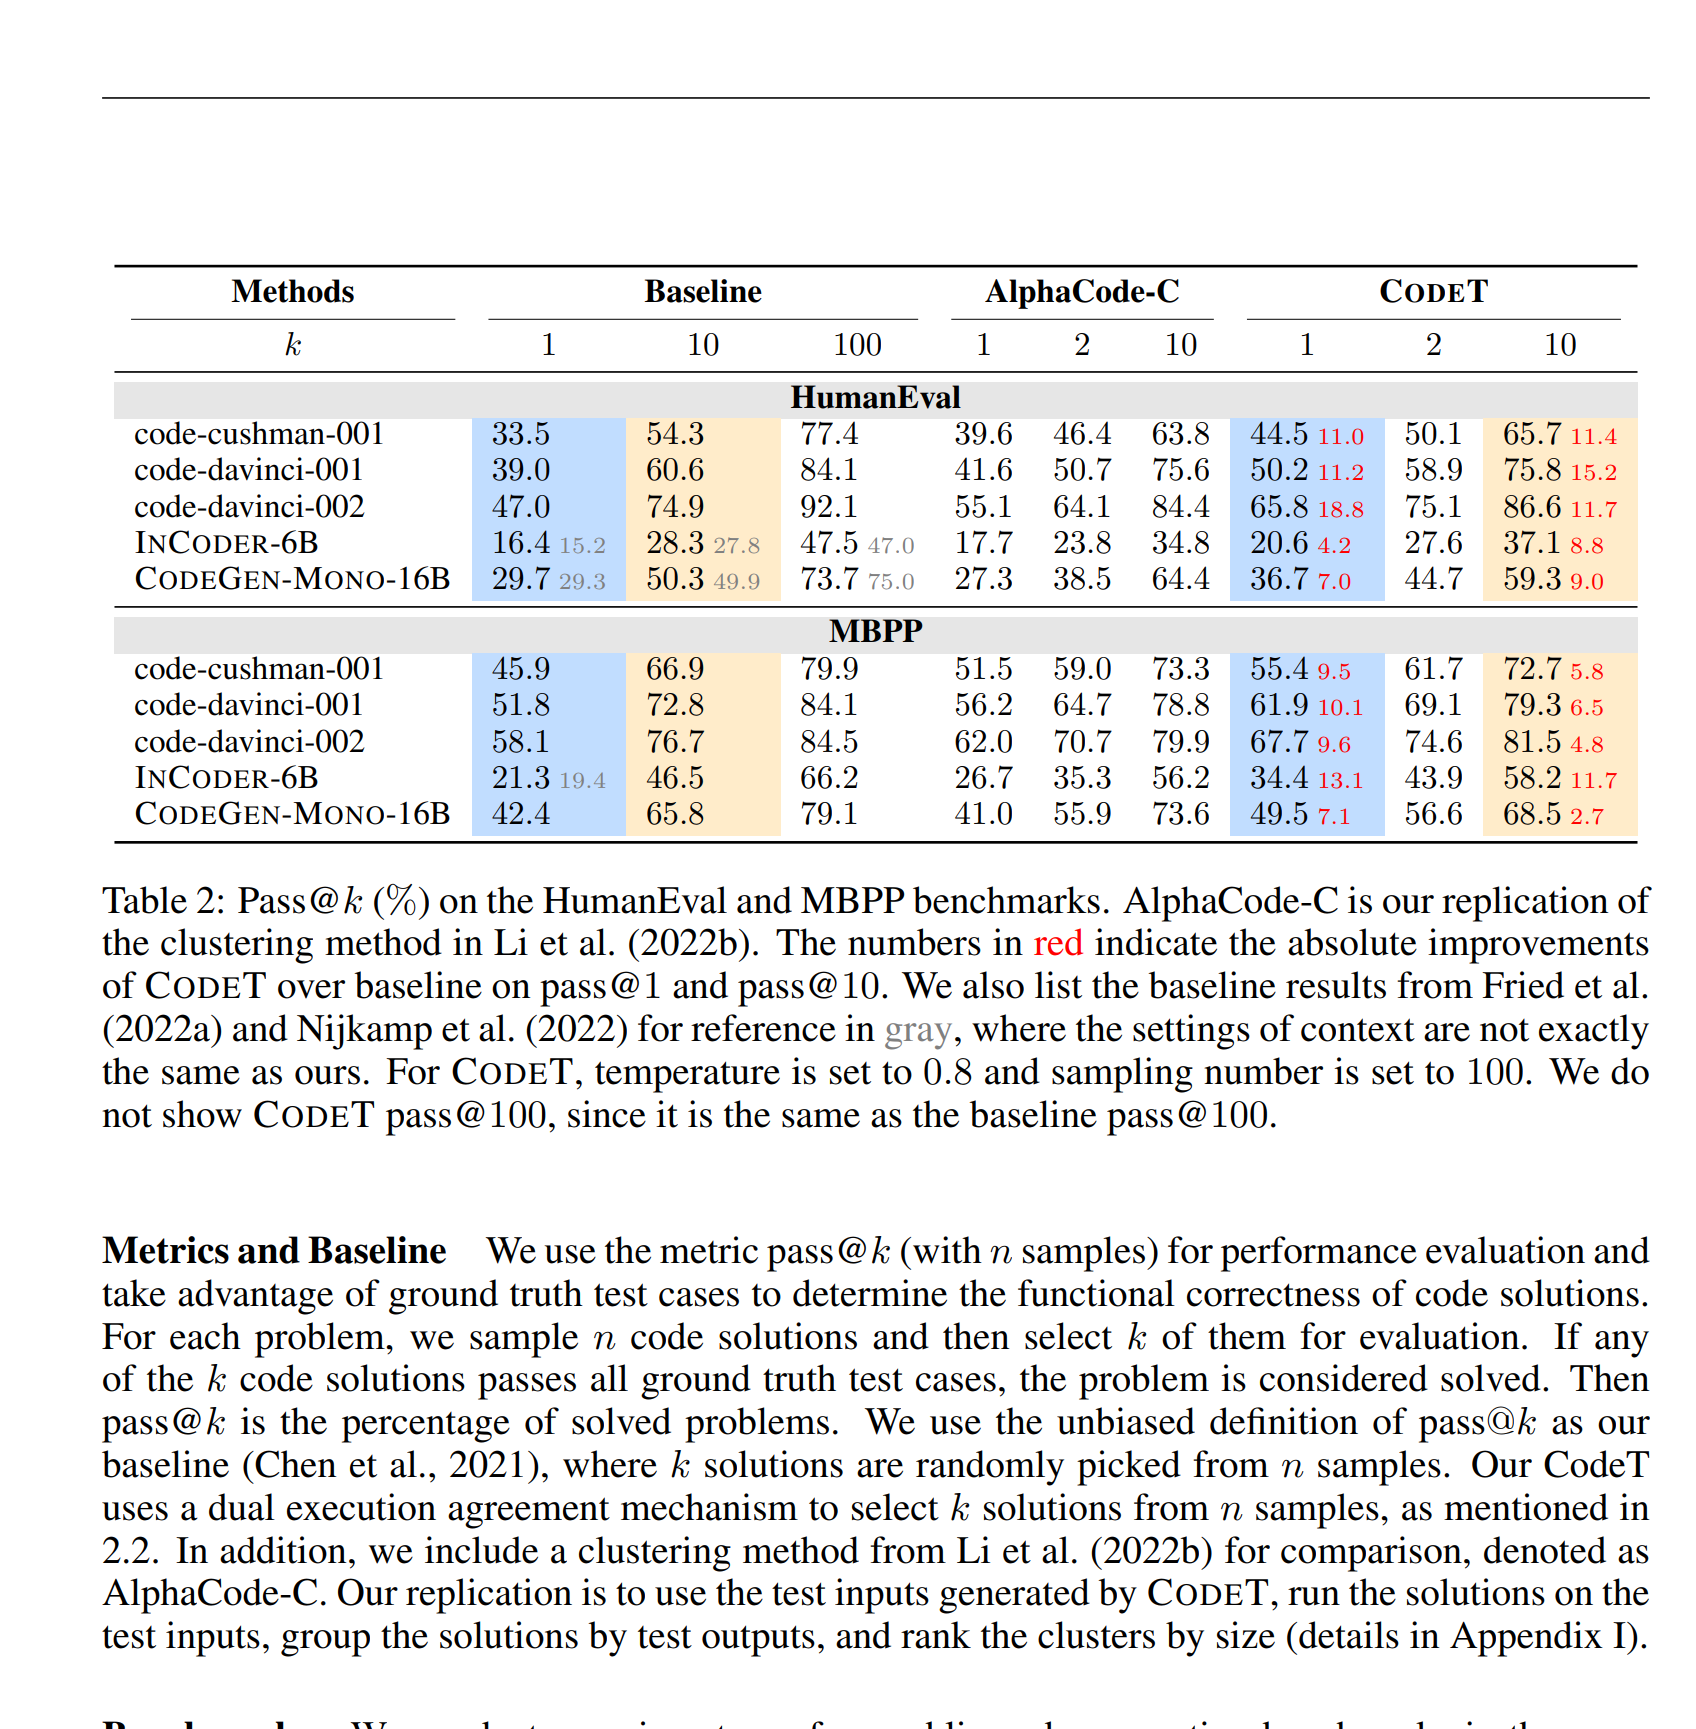 Methods Baseline AlphaCode-C CODET
k 1 10 100 1 2 10 1 2 10
HumanEval
code-cushman-001 33.5 54.3 77.4 39.6 46.4 63.8 44.5 11.0 50.1 65.7 11.4
code-davinci-001 39.0 60.6 84.1 41.6 50.7 75.6 50.2 11.2 58.9 75.8 15.2
code-davinci-002 47.0 74.9 92.1 55.1 64.1 84.4 65.8 18.8 75.1 86.6 11.7
INCODER-6B 16.4 15.2 28.3 27.8 47.5 47.0 17.7 23.8 34.8 20.6 4.2 27.6 37.1 8.8
CODEGEN-MONO-16B 29.7 29.3 50.3 49.9 73.7 75.0 27.3 38.5 64.4 36.7 7.0 44.7 59.3 9.0
MBPP
code-cushman-001 45.9 66.9 79.9 51.5 59.0 73.3 55.4 9.5 61.7 72.7 5.8
code-davinci-001 51.8 72.8 84.1 56.2 64.7 78.8 61.9 10.1 69.1 79.3 6.5
code-davinci-002 58.1 76.7 84.5 62.0 70.7 79.9 67.7 9.6 74.6 81.5 4.8
INCODER-6B 21.3 19.4 46.5 66.2 26.7 35.3 56.2 34.4 13.1 43.9 58.2 11.7
CODEGEN-MONO-16B 42.4 65.8 79.1 41.0 55.9 73.6 49.5 7.1 56.6 68.5 2.7
Table 2: Pass@k (%) on the HumanEval and MBPP benchmarks. AlphaCode-C is our replication of
the clustering method in Li et al. (2022b). The numbers in red indicate the absolute improvements
of CODET over baseline on pass@1 and pass@10. We also list the baseline results from Fried et al.
(2022a) and Nijkamp et al. (2022) for reference in gray, where the settings of context are not exactly
the same as ours. For CODET, temperature is set to 0.8 and sampling number is set to 100. We do
not show CODET pass@100, since it is the same as the baseline pass@100.
Metrics and Baseline We use the metric pass@k (with n samples) for performance evaluation and
take advantage of ground truth test cases to determine the functional correctness of code solutions.
For each problem, we sample n code solutions and then select k of them for evaluation. If any
of the k code solutions passes all ground truth test cases, the problem is considered solved. Then
pass@k is the percentage of solved problems. We use the unbiased definition of pass@k as our
baseline (Chen et al., 2021), where k solutions are randomly picked from n samples. Our CodeT
uses a dual execution agreement mechanism to select k solutions from n samples, as mentioned in
2.2. In addition, we include a clustering method from Li et al. (2022b) for comparison, denoted as
AlphaCode-C. Our replication is to use the test inputs generated by CODET, run the solutions on the
test inputs, group the solutions by test outputs, and rank the clusters by size (details in Appendix I).